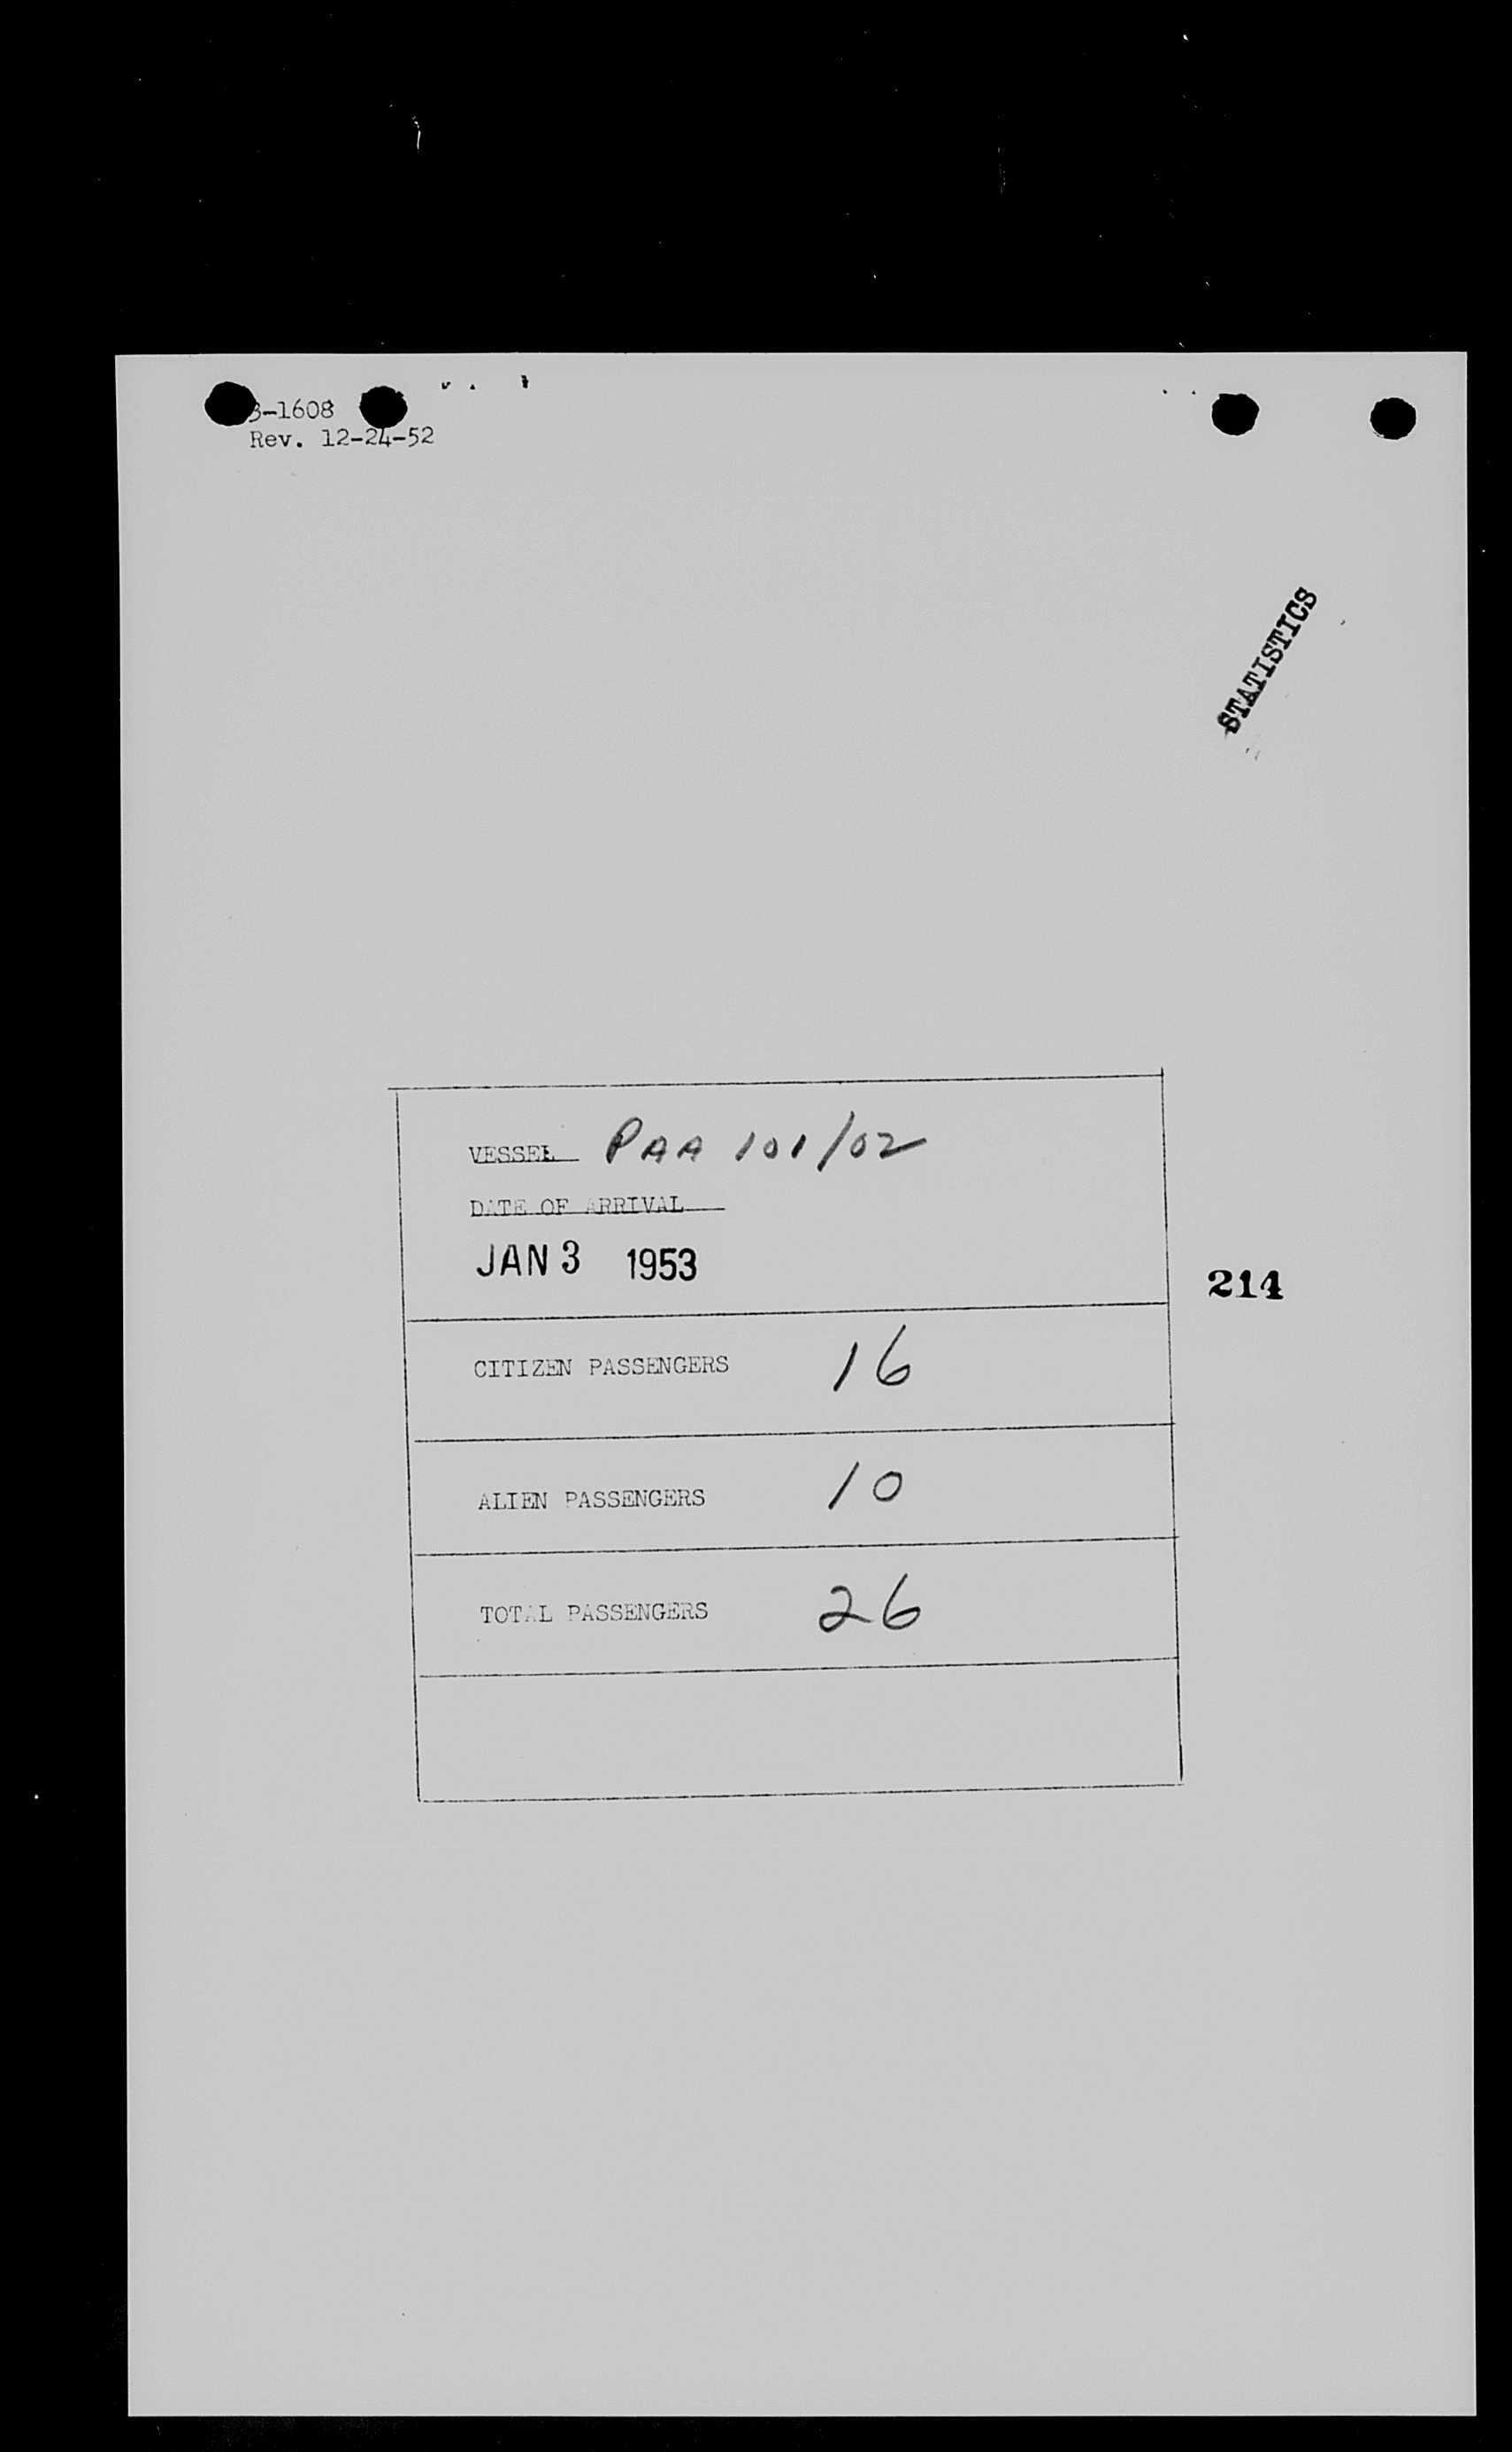 3-1608
Rev. 12-24-52
STATISTICS
VESSEL PAA 101/02
DATE OF ARRIVAL
JAN 3 1953
214
CITIZEN PASSENGERS 16
ALIEN PASSENGERS 10
TOTAL PASSENGERS 26